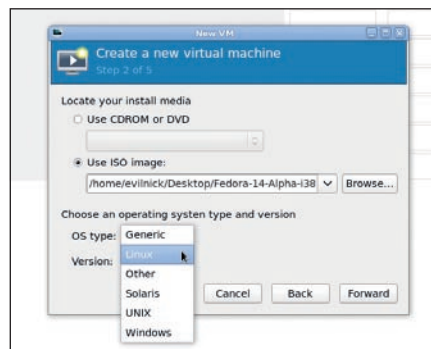 New VM
Create a new virtual machine
Step 2 of 5
Locate your install media
Use CDROM or DVD
Use ISO image:
/home/evilnick/Desktop/Fedora-14-Alpha-i38
Browse...
Choose an operating systen type and version
OS type:
Generic
Linux
Version:
Other
Solaris
UNIX
Windows
Cancel
Back
Forward